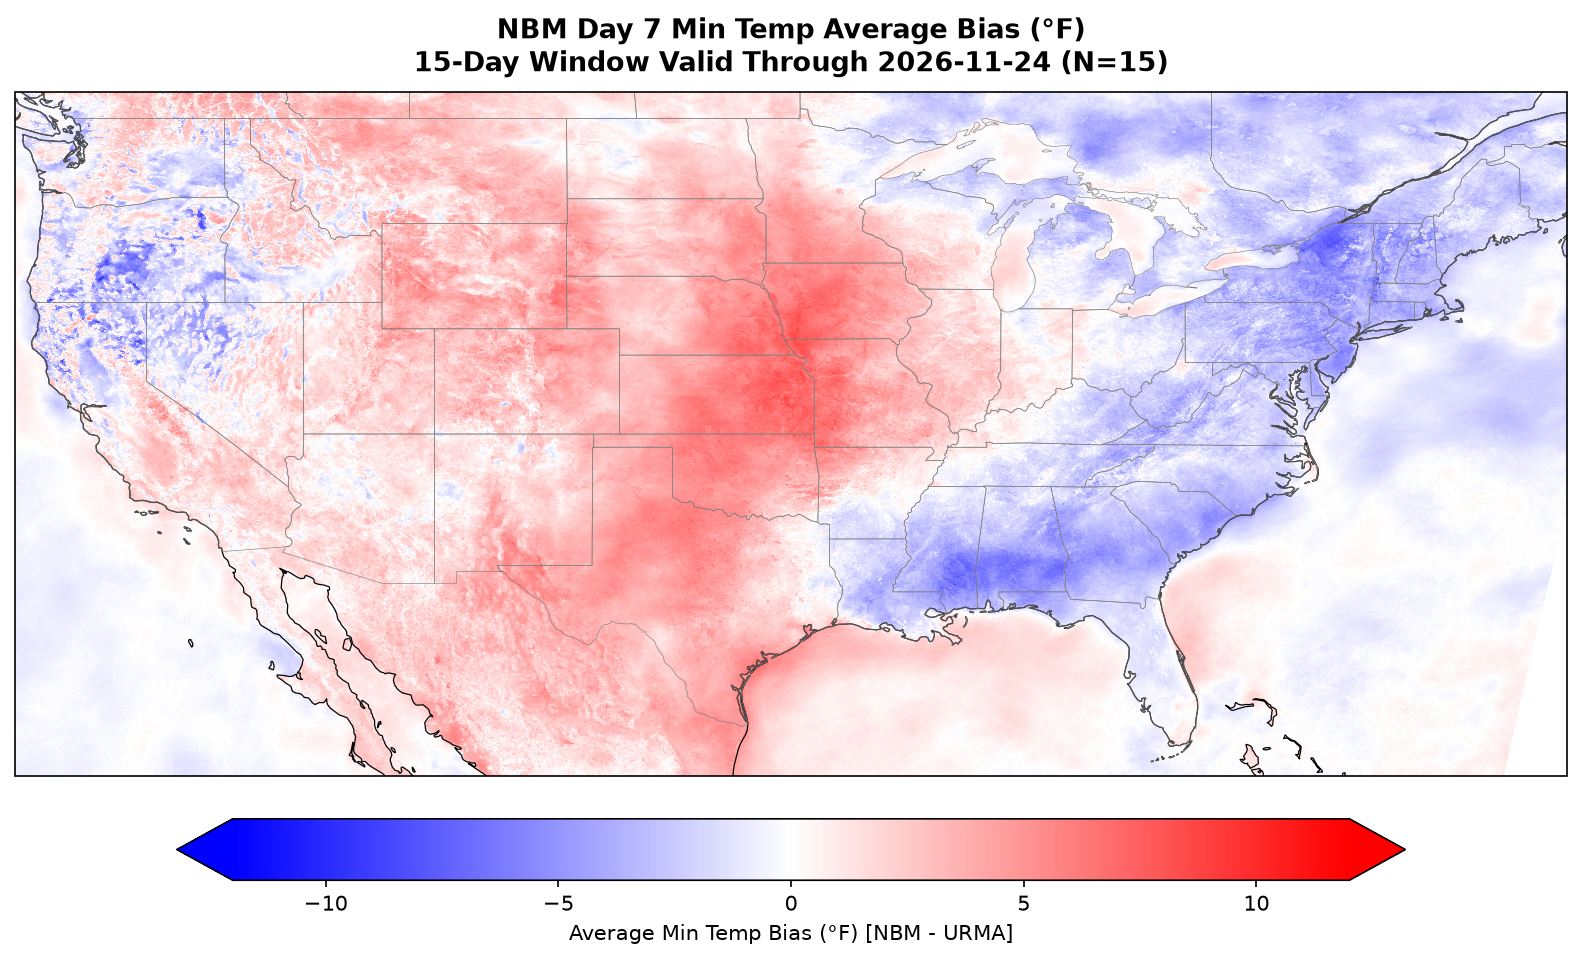 NBM Day 7 Min Temp Average Bias (°F)
15-Day Window Valid Through 2026-11-24 (N=15)
−10 −5 0 5 10
Average Min Temp Bias (°F) [NBM - URMA]